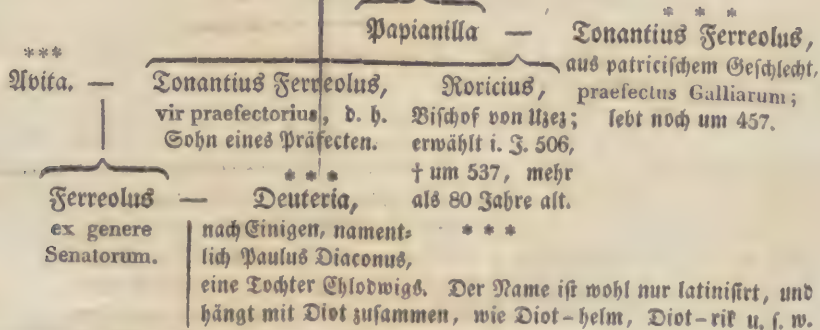 * * *
Papianilla — Tonantius Ferreolus,
aus patricischem Geschlecht,
praefectus Galliarum;
lebt noch um 457.
***
Avita. — Tonantius Ferreolus,
vir praefectorius, d. h.
Sohn eines Präfecten.
Roricius,
Bischof von Uzez;
erwählt i. J. 506,
† um 537, mehr
als 80 Jahre alt.
* * *
* * *
Ferreolus — Deuteria,
ex genere
Senatorum.
nach Einigen, nament-
lich Paulus Diaconus,
eine Tochter Chlodwigs. Der Name ist wohl nur latinisirt, und
hängt mit Diot zusammen, wie Diot-helm, Diot-rik u. s. w.